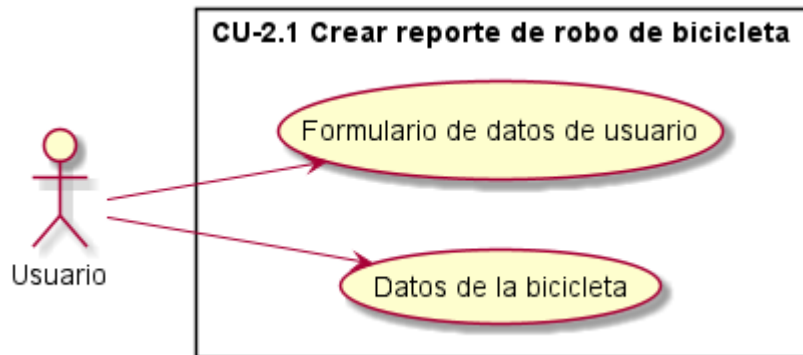 CU-2.1 Crear reporte de robo de bicicleta
Formulario de datos de usuario
Usuario
Datos de la bicicleta